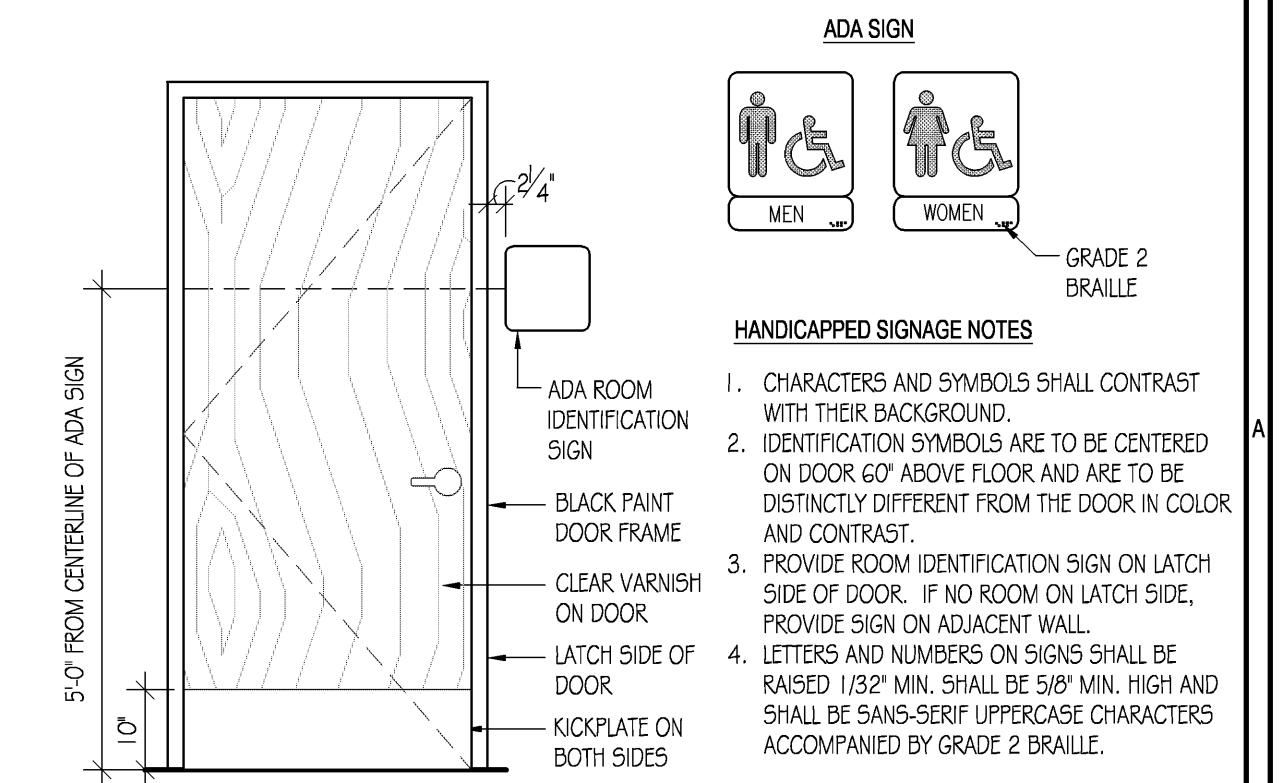 ADA SIGN
MEN
WOMEN
GRADE 2
BRAILLE
2 1/4"
5'-0" FROM CENTERLINE OF ADA SIGN
10"
ADA ROOM
IDENTIFICATION
SIGN
BLACK PAINT
DOOR FRAME
CLEAR VARNISH
ON DOOR
LATCH SIDE OF
DOOR
KICKPLATE ON
BOTH SIDES
HANDICAPPED SIGNAGE NOTES
1. CHARACTERS AND SYMBOLS SHALL CONTRAST
WITH THEIR BACKGROUND.
2. IDENTIFICATION SYMBOLS ARE TO BE CENTERED
ON DOOR 60" ABOVE FLOOR AND ARE TO BE
DISTINCTLY DIFFERENT FROM THE DOOR IN COLOR
AND CONTRAST.
3. PROVIDE ROOM IDENTIFICATION SIGN ON LATCH
SIDE OF DOOR. IF NO ROOM ON LATCH SIDE,
PROVIDE SIGN ON ADJACENT WALL.
4. LETTERS AND NUMBERS ON SIGNS SHALL BE
RAISED 1/32" MIN. SHALL BE 5/8" MIN. HIGH AND
SHALL BE SANS-SERIF UPPERCASE CHARACTERS
ACCOMPANIED BY GRADE 2 BRAILLE.
A